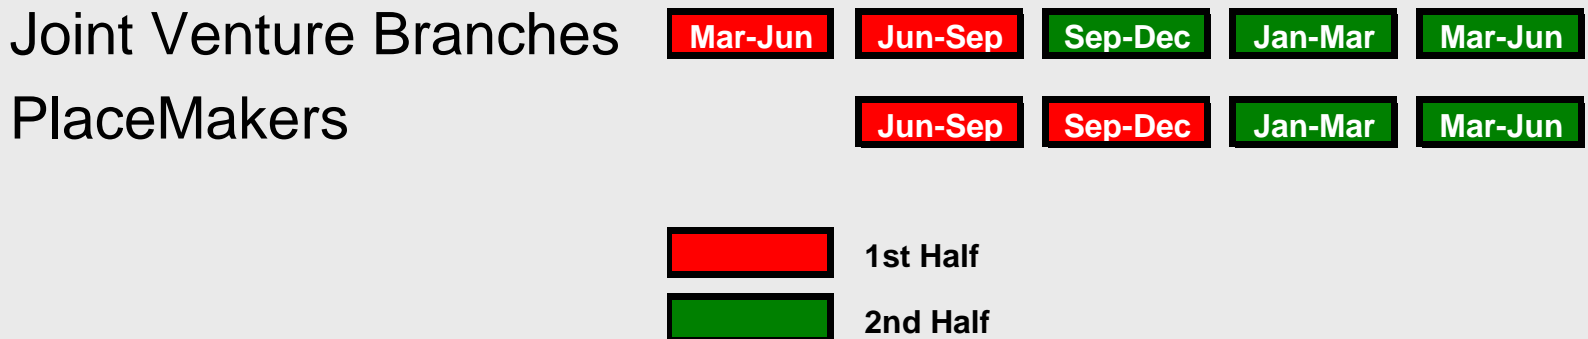 Joint Venture Branches Mar-Jun Jun-Sep Sep-Dec Jan-Mar Mar-Jun
PlaceMakers Jun-Sep Sep-Dec Jan-Mar Mar-Jun
1st Half
2nd Half